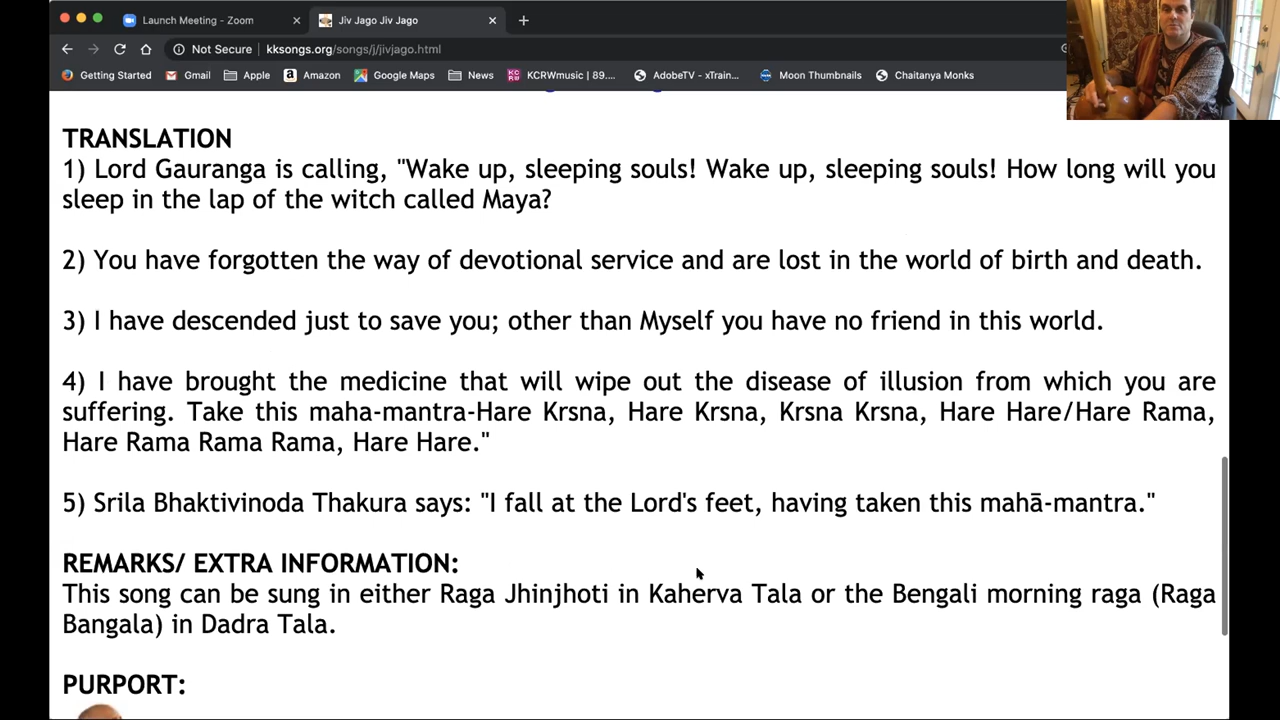 Launch Meeting - Zoom
Jiv Jago Jiv Jago
Not Secure | kksongs.org/songs/j/jivjago.html
Getting Started Gmail Apple Amazon Google Maps News KCRWmusic | 89.... AdobeTV - xTrain... Moon Thumbnails Chaitanya Monks
TRANSLATION
1) Lord Gauranga is calling, "Wake up, sleeping souls! Wake up, sleeping souls! How long will you
sleep in the lap of the witch called Maya?
2) You have forgotten the way of devotional service and are lost in the world of birth and death.
3) I have descended just to save you; other than Myself you have no friend in this world.
4) I have brought the medicine that will wipe out the disease of illusion from which you are
suffering. Take this maha-mantra-Hare Krsna, Hare Krsna, Krsna Krsna, Hare Hare/Hare Rama,
Hare Rama Rama Rama, Hare Hare."
5) Srila Bhaktivinoda Thakura says: "I fall at the Lord's feet, having taken this mahā-mantra."
REMARKS/ EXTRA INFORMATION:
This song can be sung in either Raga Jhinjhoti in Kaherva Tala or the Bengali morning raga (Raga
Bangala) in Dadra Tala.
PURPORT: